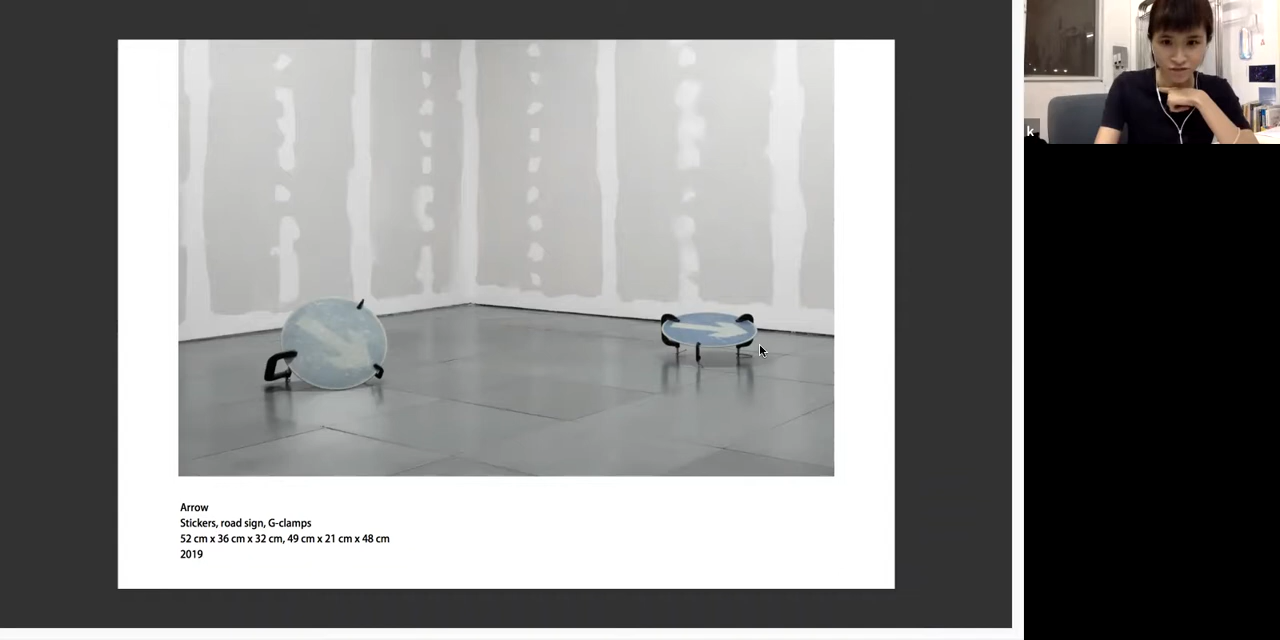 Arrow
Stickers, road sign, G-clamps
52 cm x 36 cm x 32 cm, 49 cm x 21 cm x 48 cm
2019
k